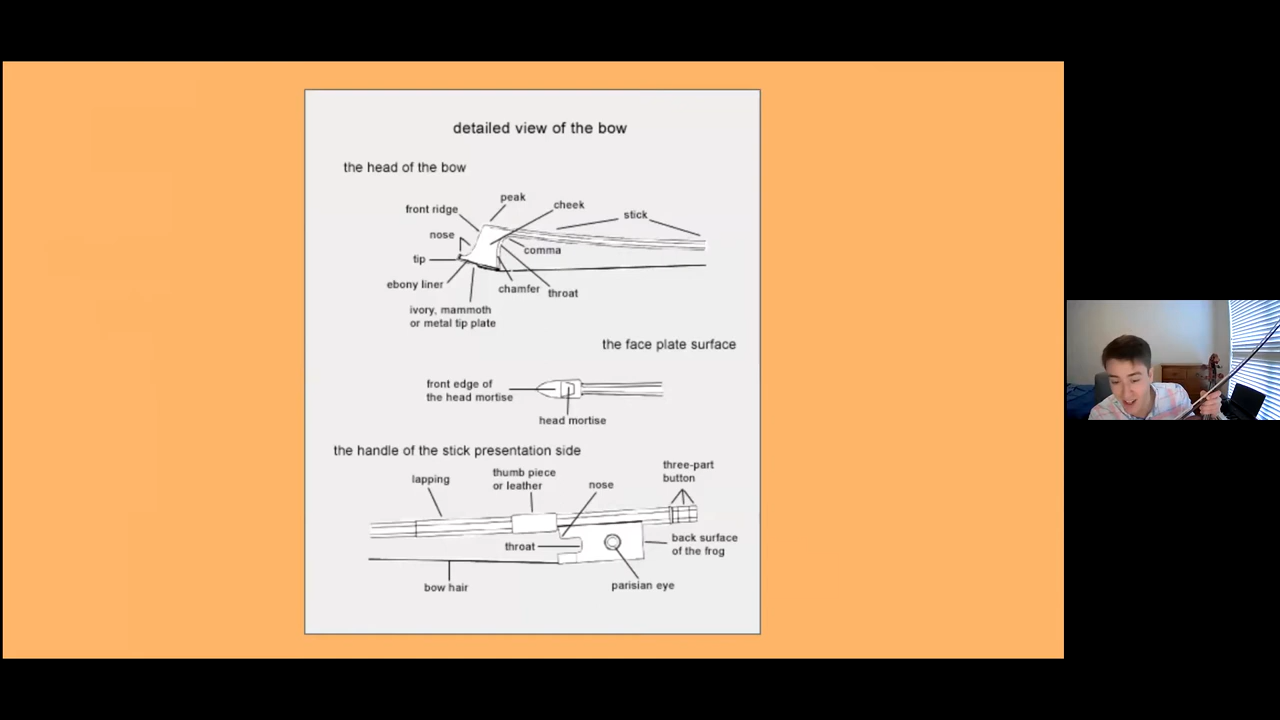 detailed view of the bow
the head of the bow
peak
cheek
front ridge
stick
nose
comma
tip
ebony liner
chamfer
throat
ivory, mammoth
or metal tip plate
the face plate surface
front edge of
the head mortise
head mortise
the handle of the stick presentation side
lapping
thumb piece
or leather
nose
three-part
button
throat
back surface
of the frog
bow hair
parisian eye